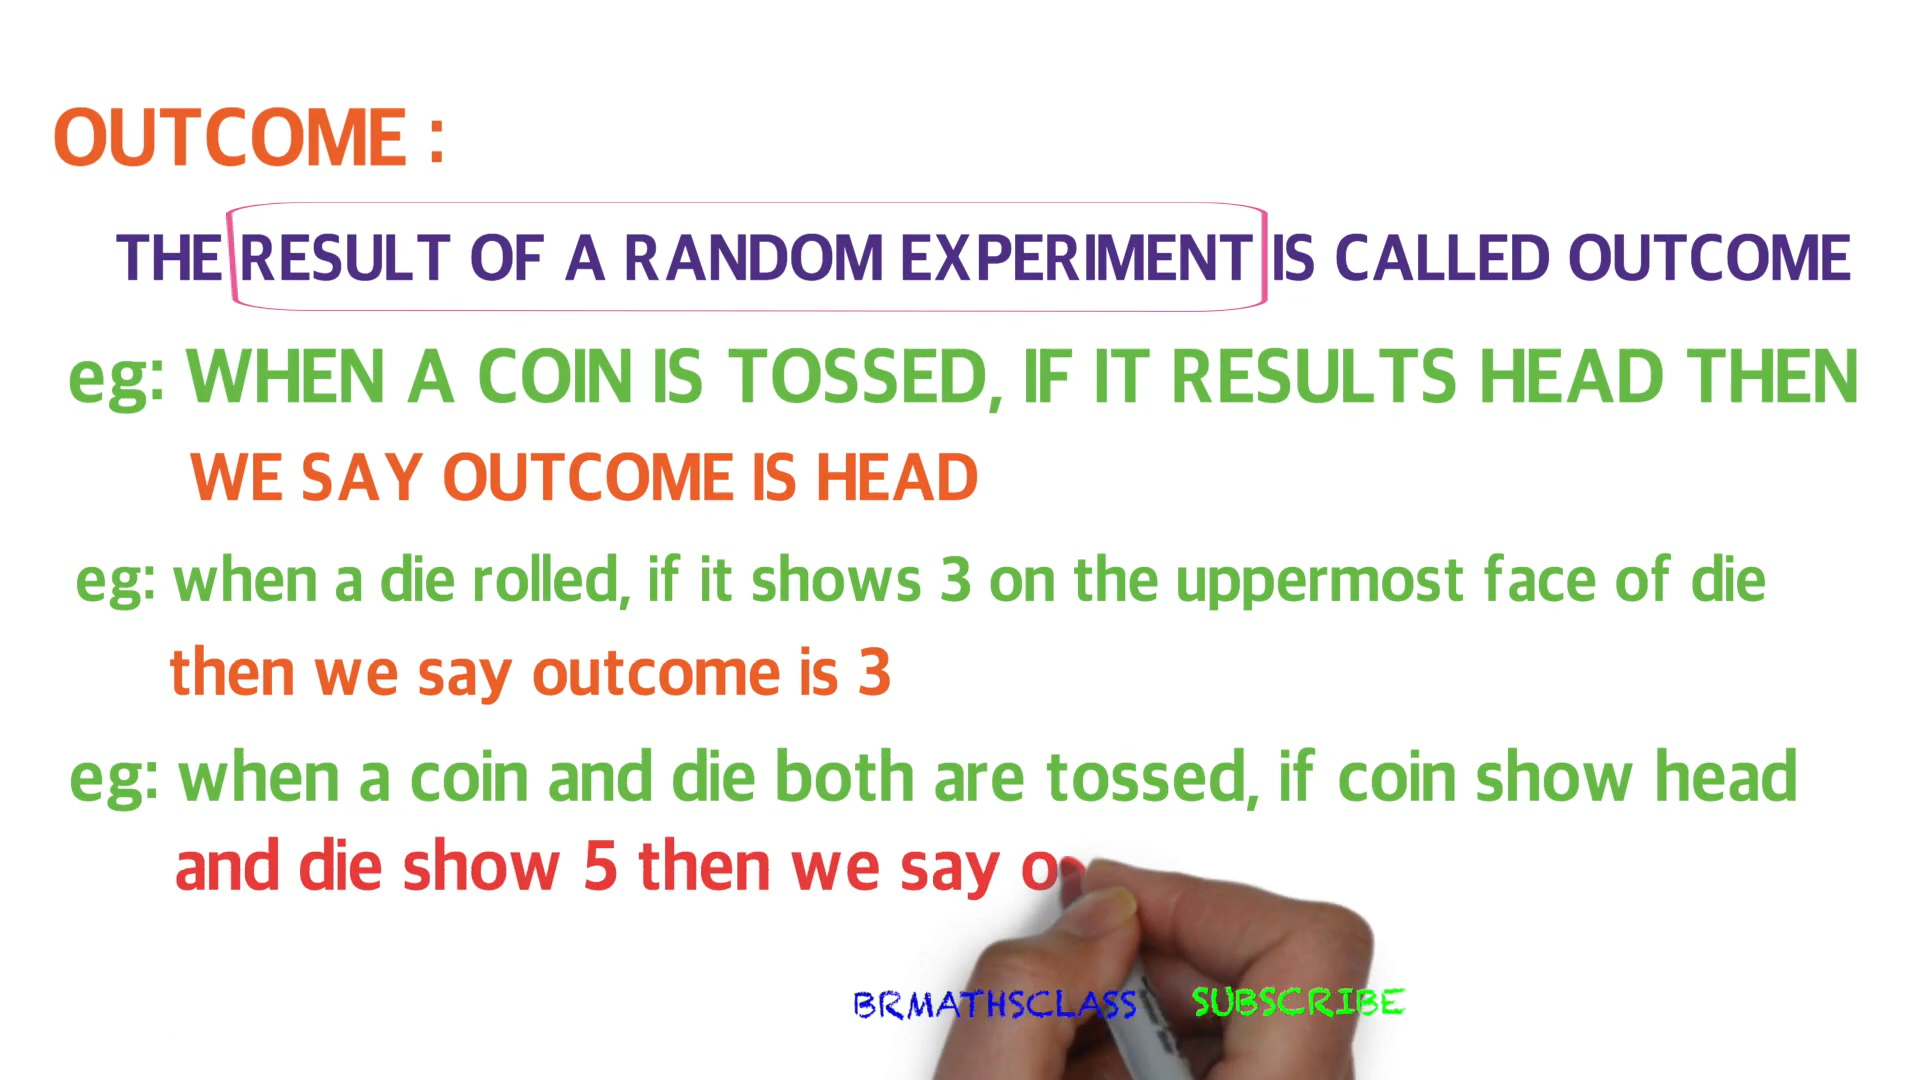 OUTCOME :
THE RESULT OF A RANDOM EXPERIMENT IS CALLED OUTCOME
eg: WHEN A COIN IS TOSSED, IF IT RESULTS HEAD THEN
WE SAY OUTCOME IS HEAD
eg: when a die rolled, if it shows 3 on the uppermost face of die
then we say outcome is 3
eg: when a coin and die both are tossed, if coin show head
and die show 5 then we say o
BRMATHSCLASS SUBSCRIBE